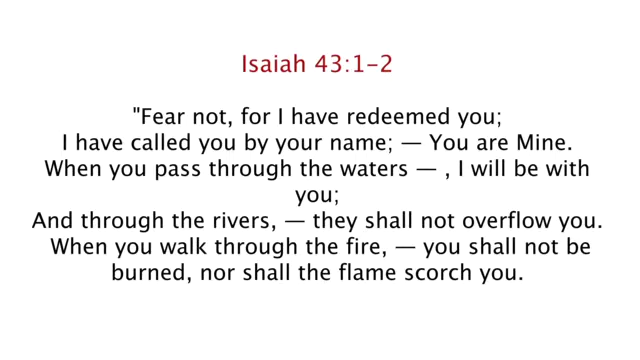 Isaiah 43:1-2
"Fear not, for I have redeemed you;
I have called you by your name; — You are Mine.
When you pass through the waters — , I will be with
you;
And through the rivers, — they shall not overflow you.
When you walk through the fire, — you shall not be
burned, nor shall the flame scorch you.